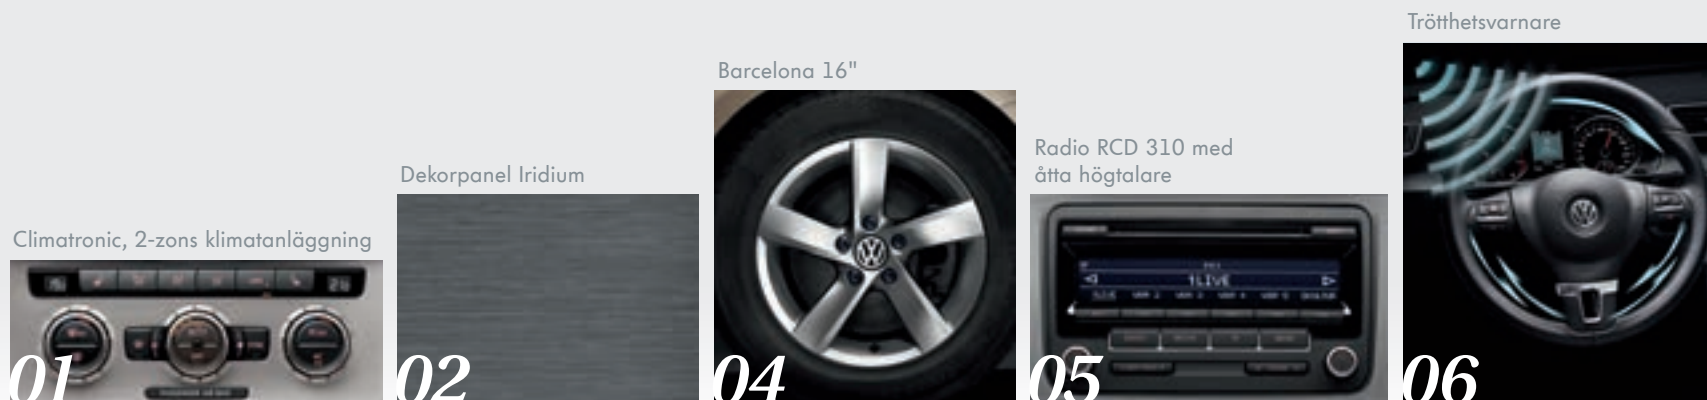 Trötthetsvarnare
Barcelona 16"
Radio RCD 310 med
åtta högtalare
Dekorpanel Iridium
Climatronic, 2-zons klimatanläggning
1LIVE
01
02
04
05
06